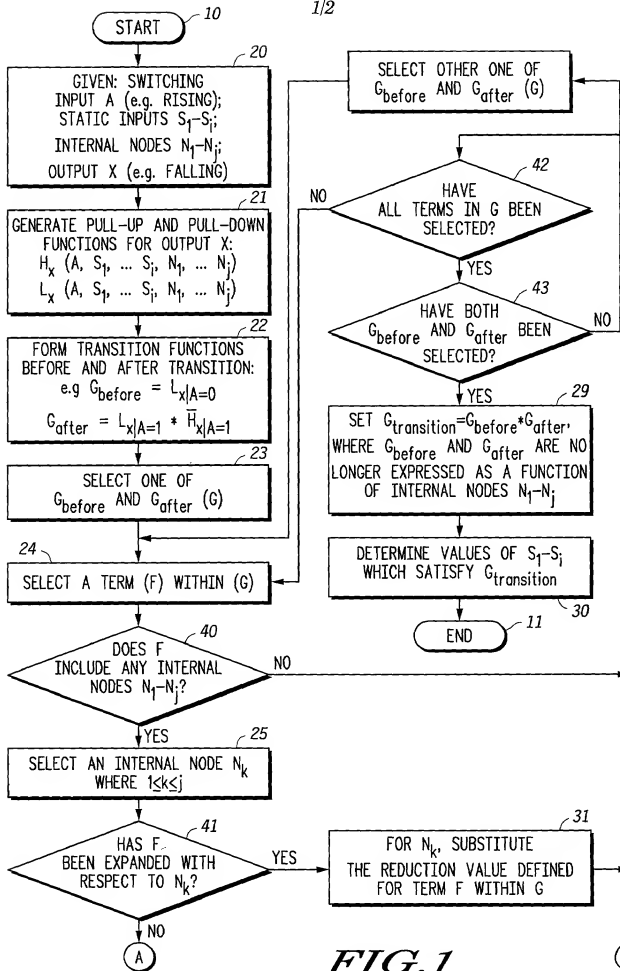 1/2
START
10
20
GIVEN: SWITCHING
INPUT A (e.g. RISING);
STATIC INPUTS S1–Si;
INTERNAL NODES N1–Nj;
OUTPUT X (e.g. FALLING)
21
GENERATE PULL-UP AND PULL-DOWN
FUNCTIONS FOR OUTPUT X:
Hx (A, S1, ... Si, N1, ... Nj)
Lx (A, S1, ... Si, N1, ... Nj)
22
FORM TRANSITION FUNCTIONS
BEFORE AND AFTER TRANSITION:
e.g Gbefore = Lx|A=0
Gafter = Lx|A=1 * H̅x|A=1
23
SELECT ONE OF
Gbefore AND Gafter (G)
24
SELECT A TERM (F) WITHIN (G)
40
DOES F
INCLUDE ANY INTERNAL
NODES N1–Nj?
NO
YES
25
SELECT AN INTERNAL NODE Nk
WHERE 1≤k≤j
41
HAS F
BEEN EXPANDED WITH
RESPECT TO Nk?
YES
NO
A
SELECT OTHER ONE OF
Gbefore AND Gafter (G)
42
HAVE
ALL TERMS IN G BEEN
SELECTED?
NO
YES
43
HAVE BOTH
Gbefore AND Gafter BEEN
SELECTED?
NO
YES
29
SET Gtransition=Gbefore*Gafter,
WHERE Gbefore AND Gafter ARE NO
LONGER EXPRESSED AS A FUNCTION
OF INTERNAL NODES N1–Nj
DETERMINE VALUES OF S1–Si
WHICH SATISFY Gtransition
30
END
11
31
FOR Nk, SUBSTITUTE
THE REDUCTION VALUE DEFINED
FOR TERM F WITHIN G
FIG.1